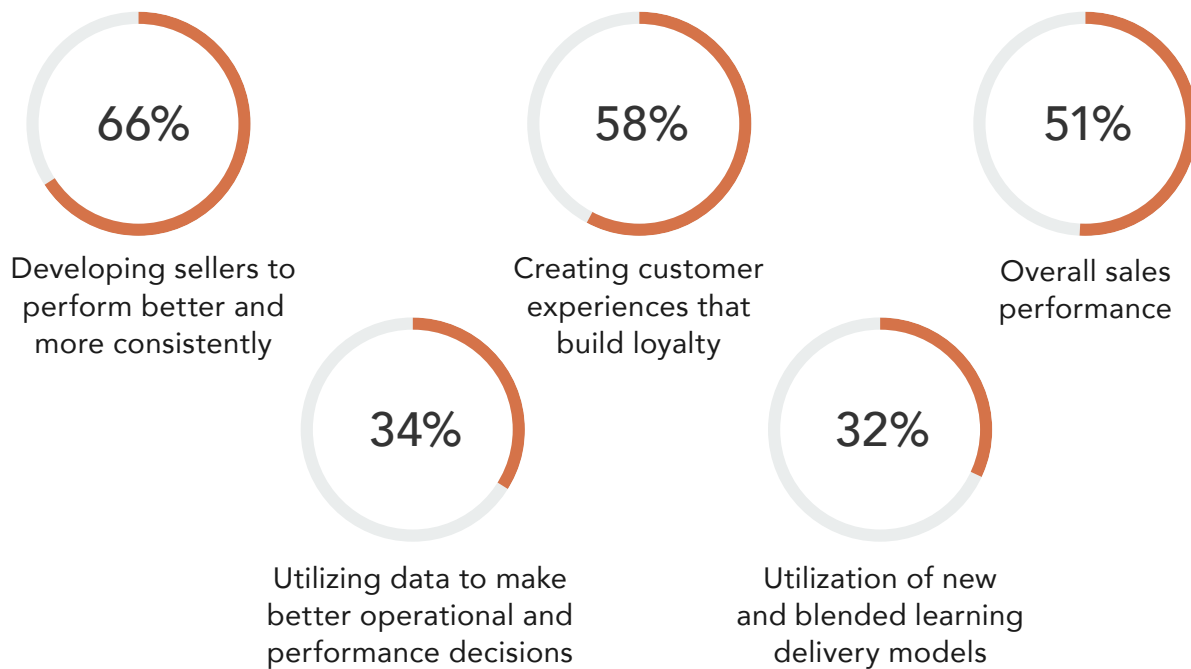 66%
Developing sellers to
perform better and
more consistently
58%
Creating customer
experiences that
build loyalty
51%
Overall sales
performance
34%
Utilizing data to make
better operational and
performance decisions
32%
Utilization of new
and blended learning
delivery models